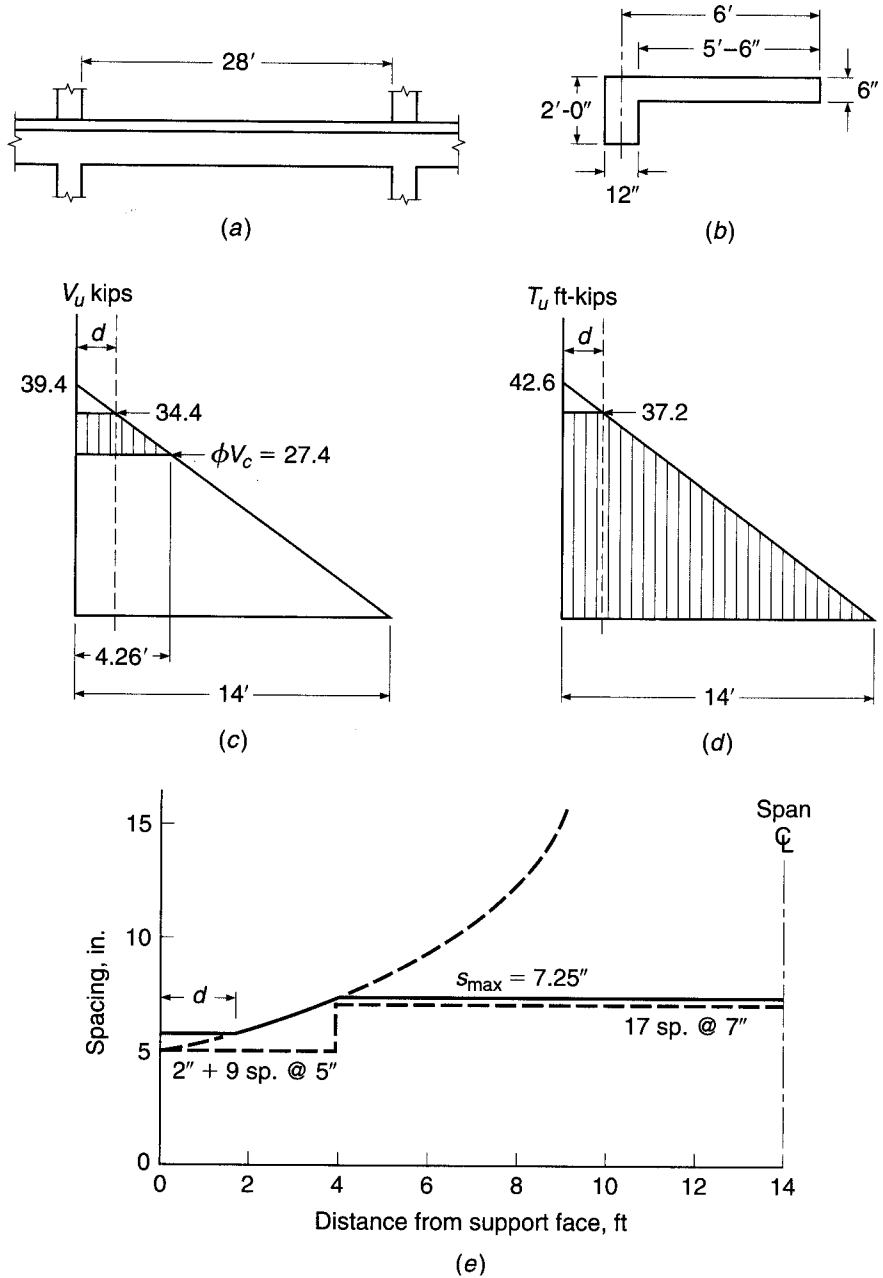 28′
(a)
6′
5′–6″
2′-0″
6″
12″
(b)
V_u kips
d
39.4
34.4
ϕV_c = 27.4
4.26′
14′
(c)
T_u ft-kips
d
42.6
37.2
14′
(d)
Spacing, in.
15
10
5
0
d
s_max = 7.25″
2″ + 9 sp. @ 5″
17 sp. @ 7″
Span
℄
0 2 4 6 8 10 12 14
Distance from support face, ft
(e)